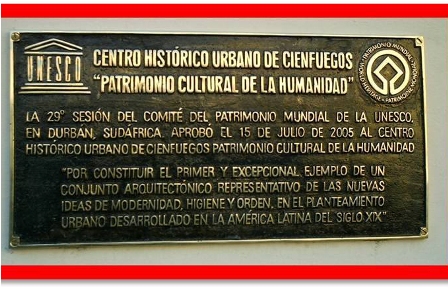 UNESCO
CENTRO HISTÓRICO URBANO DE CIENFUEGOS
"PATRIMONIO CULTURAL DE LA HUMANIDAD"
LA 29º SESIÓN DEL COMITÉ DEL PATRIMONIO MUNDIAL DE LA UNESCO,
EN DURBAN, SUDÁFRICA, APROBÓ EL 15 DE JULIO DE 2005 AL CENTRO
HISTÓRICO URBANO DE CIENFUEGOS PATRIMONIO CULTURAL DE LA HUMANIDAD
"POR CONSTITUIR EL PRIMER Y EXCEPCIONAL EJEMPLO DE UN
CONJUNTO ARQUITECTÓNICO REPRESENTATIVO DE LAS NUEVAS
IDEAS DE MODERNIDAD, HIGIENE Y ORDEN, EN EL PLANTEAMIENTO
URBANO DESARROLLADO EN LA AMÉRICA LATINA DEL SIGLO XIX"